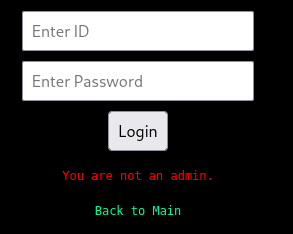 Enter ID
Enter Password
Login
You are not an admin.
Back to Main